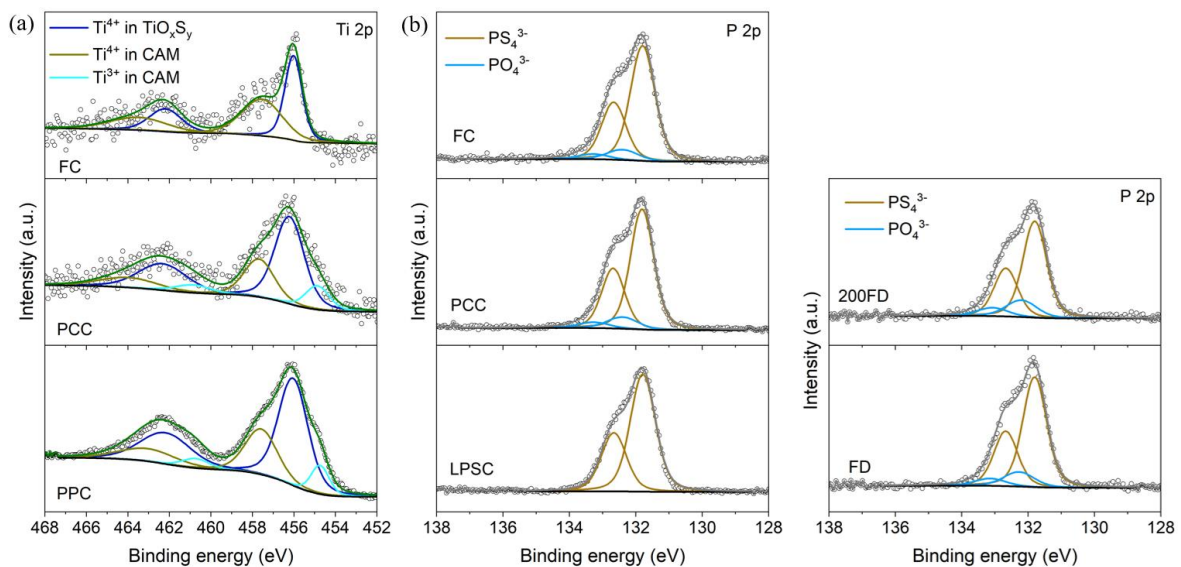 (a)
Ti⁴⁺ in TiOₓSᵧ
Ti⁴⁺ in CAM
Ti³⁺ in CAM
Ti 2p
FC
PCC
PPC
Intensity (a.u.)
468 466 464 462 460 458 456 454 452
Binding energy (eV)
(b)
PS₄³⁻
PO₄³⁻
P 2p
FC
PCC
LPSC
Intensity (a.u.)
138 136 134 132 130 128
Binding energy (eV)
PS₄³⁻
PO₄³⁻
P 2p
200FD
FD
Intensity (a.u.)
138 136 134 132 130 128
Binding energy (eV)